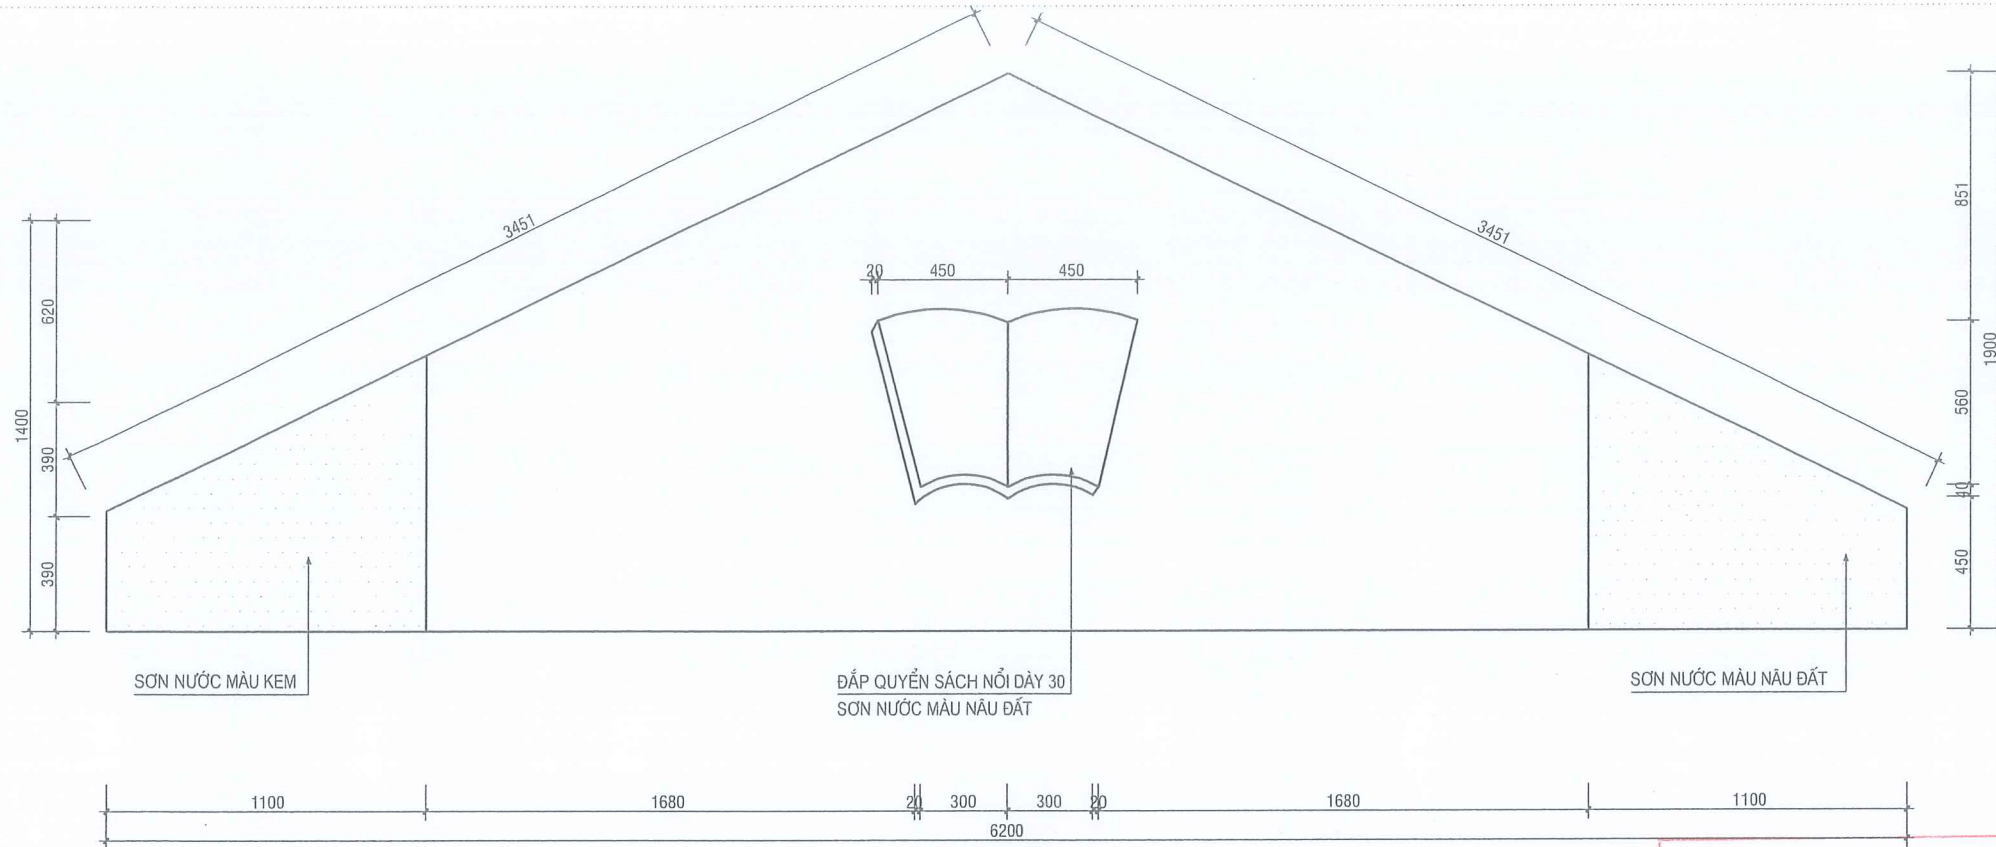 3451
3451
851
20 450 450
620
1900
1400
560
390
40
390
450
SƠN NƯỚC MÀU KEM
ĐẮP QUYỂN SÁCH NỔI DÀY 30
SƠN NƯỚC MÀU NÂU ĐẤT
SƠN NƯỚC MÀU NÂU ĐẤT
1100 1680 20 300 300 20 1680 1100
6200